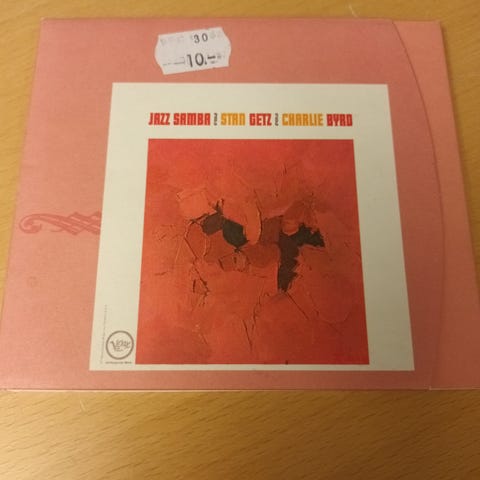 30
10.-
JAZZ SAMBA STAN GETZ CHARLIE BYRD
Verve